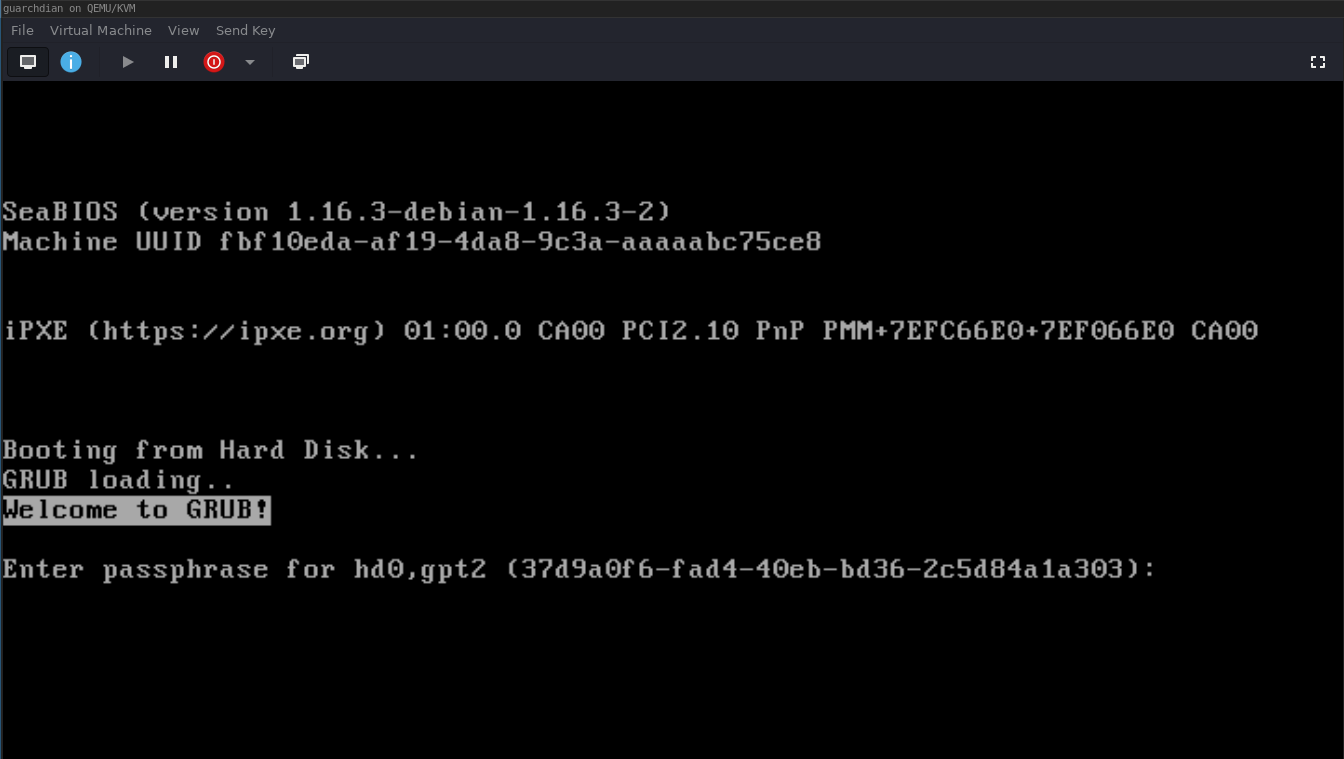 guarchdian on QEMU/KVM
File Virtual Machine View Send Key
SeaBIOS (version 1.16.3-debian-1.16.3-2)
Machine UUID fbf10eda-af19-4da8-9c3a-aaaaabc75ce8
iPXE (https://ipxe.org) 01:00.0 CA00 PCI2.10 PnP PMM+7EFC66E0+7EF066E0 CA00
Booting from Hard Disk...
GRUB loading..
Welcome to GRUB!
Enter passphrase for hd0,gpt2 (37d9a0f6-fad4-40eb-bd36-2c5d84a1a303):